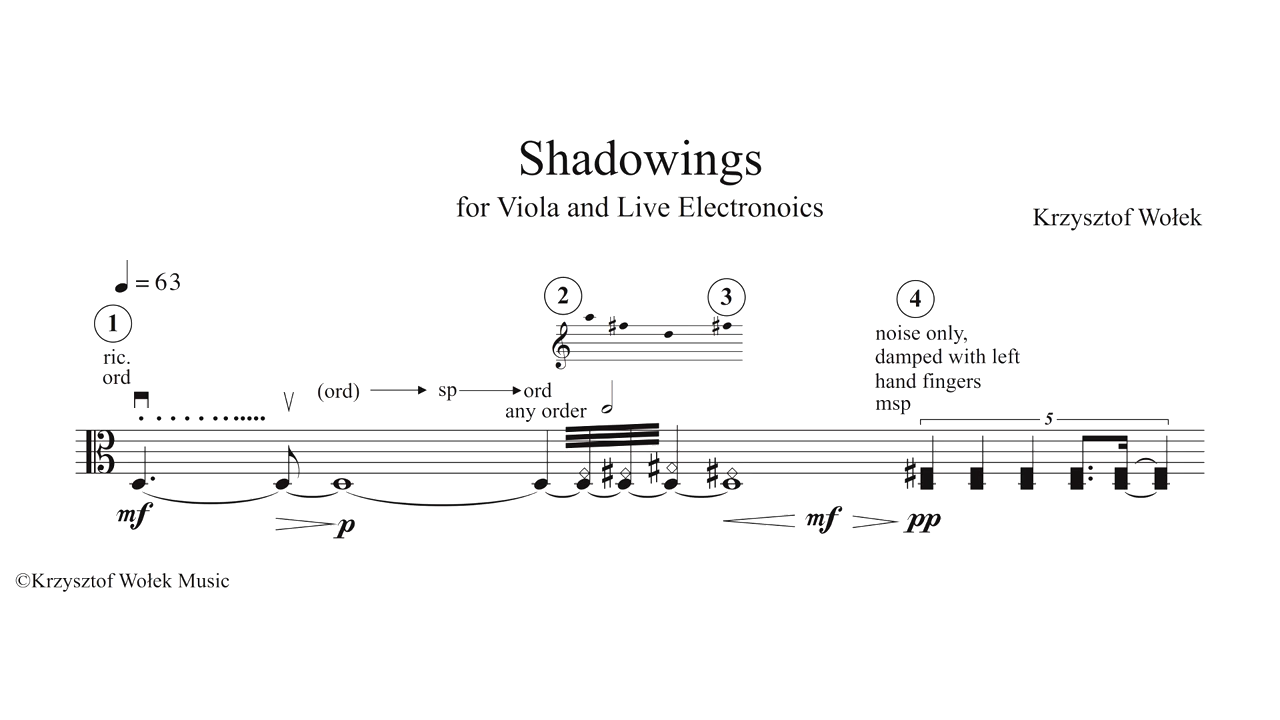 Shadowings
for Viola and Live Electronoics
Krzysztof Wołek
= 63
1
ric.
ord
(ord) sp ord
any order
2
3
4
noise only,
damped with left
hand fingers
msp
5
mf
p
mf
pp
©Krzysztof Wołek Music